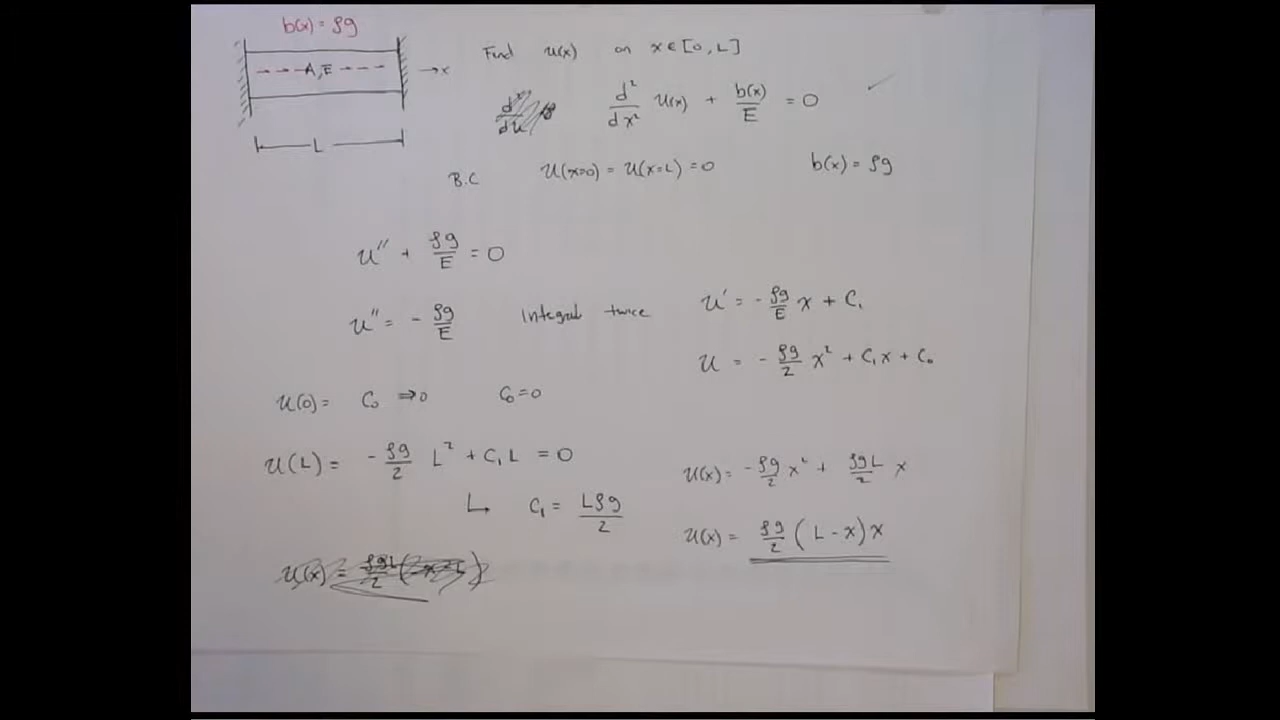 b(x) = ρg
A, E
→x
L
Find u(x) on x ∈ [0, L]
d²/dx² u(x) + b(x)/E = 0 ✓
B.C u(x=0) = u(x=L) = 0 b(x) = ρg
u'' + ρg/E = 0
u'' = - ρg/E Integral twice
u' = - ρg/E x + C₁
u = - ρg/2 x² + C₁x + C₀
u(0) = C₀ ⇒ 0 C₀ = 0
u(L) = - ρg/2 L² + C₁ L = 0
↳ C₁ = Lρg/2
u(x) = - ρg/2 x² + ρgL/2 x
u(x) = ρg/2 ( L - x) x